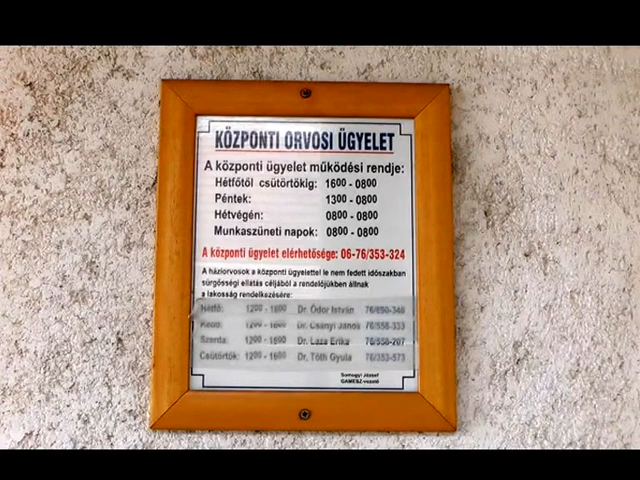 KÖZPONTI ORVOSI ÜGYELET
A központi ügyelet működési rendje:
Hétfőtől csütörtökig: 16⁰⁰ - 08⁰⁰
Péntek: 13⁰⁰ - 08⁰⁰
Hétvégén: 08⁰⁰ - 08⁰⁰
Munkaszüneti napok: 08⁰⁰ - 08⁰⁰
A központi ügyelet elérhetősége: 06-76/353-324
A háziorvosok a központi ügyelettel le nem fedett időszakban
sürgősségi ellátás céljából a rendelőjükben állnak
a lakosság rendelkezésére:
Hétfő: 12⁰⁰ - 16⁰⁰ Dr. Ódor István
Kedd: 12⁰⁰ - 16⁰⁰ Dr. Csányi János
Szerda: 12⁰⁰ - 16⁰⁰ Dr. Laza Erika
Csütörtök: 12⁰⁰ - 16⁰⁰ Dr. Tóth Gyula 76/353-573
Somogyi József
GAMESZ-vezető